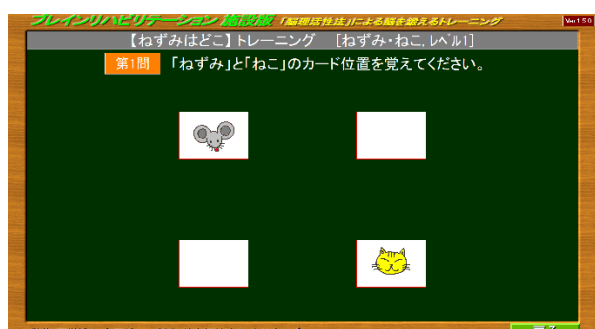 ブレインリハビリテーション 施設版 「脳活性法」による脳を鍛えるトレーニング Ver.1.5.0
【ねずみはどこ】トレーニング [ねずみ・ねこ, レベル1]
第1問 「ねずみ」と「ねこ」のカード位置を覚えてください。